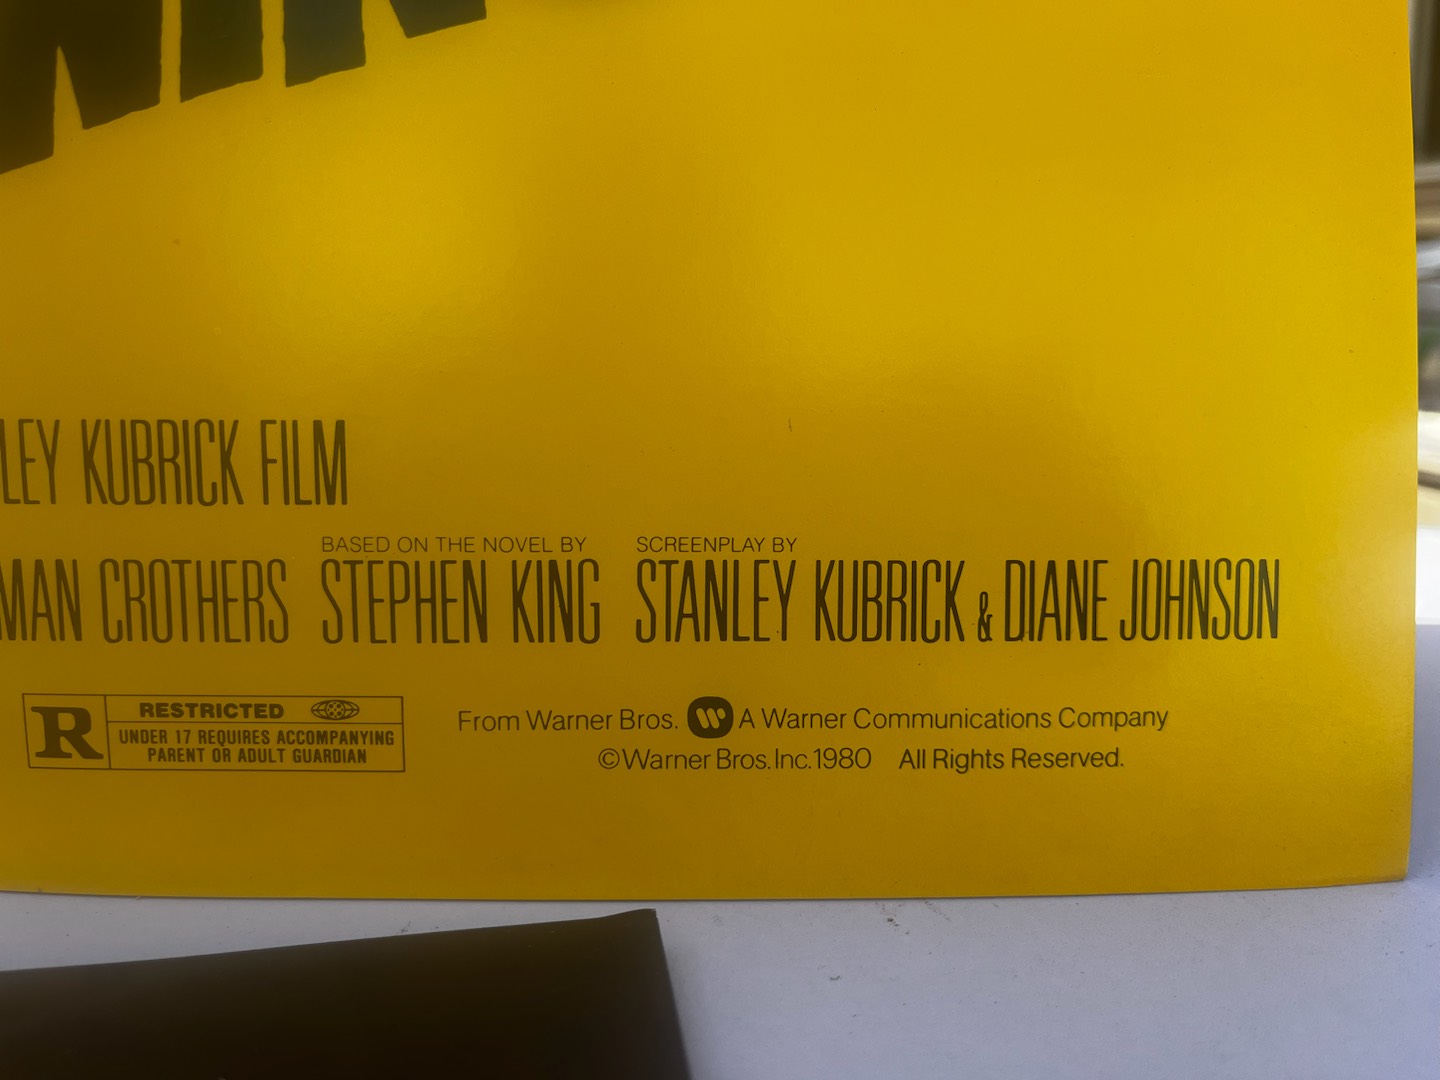 NIN
LEY KUBRICK FILM
BASED ON THE NOVEL BY SCREENPLAY BY
MAN CROTHERS STEPHEN KING STANLEY KUBRICK & DIANE JOHNSON
R RESTRICTED
UNDER 17 REQUIRES ACCOMPANYING
PARENT OR ADULT GUARDIAN
From Warner Bros. W A Warner Communications Company
©Warner Bros. Inc. 1980 All Rights Reserved.